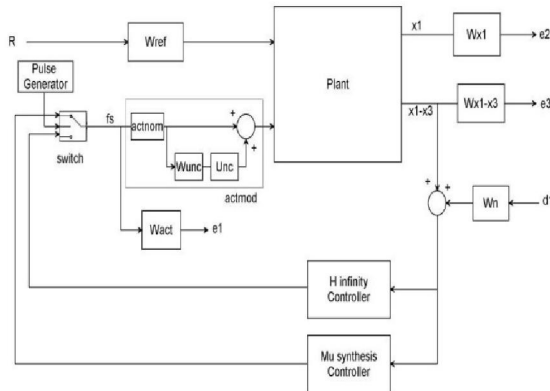 R
Wref
Plant
x1
Wx1
e2
Pulse
Generator
switch
fs
actnom
+
+
Wunc
Unc
actmod
Wact
e1
x1-x3
Wx1-x3
e3
+
+
Wn
H infinity
Controller
Mu synthesis
Controller